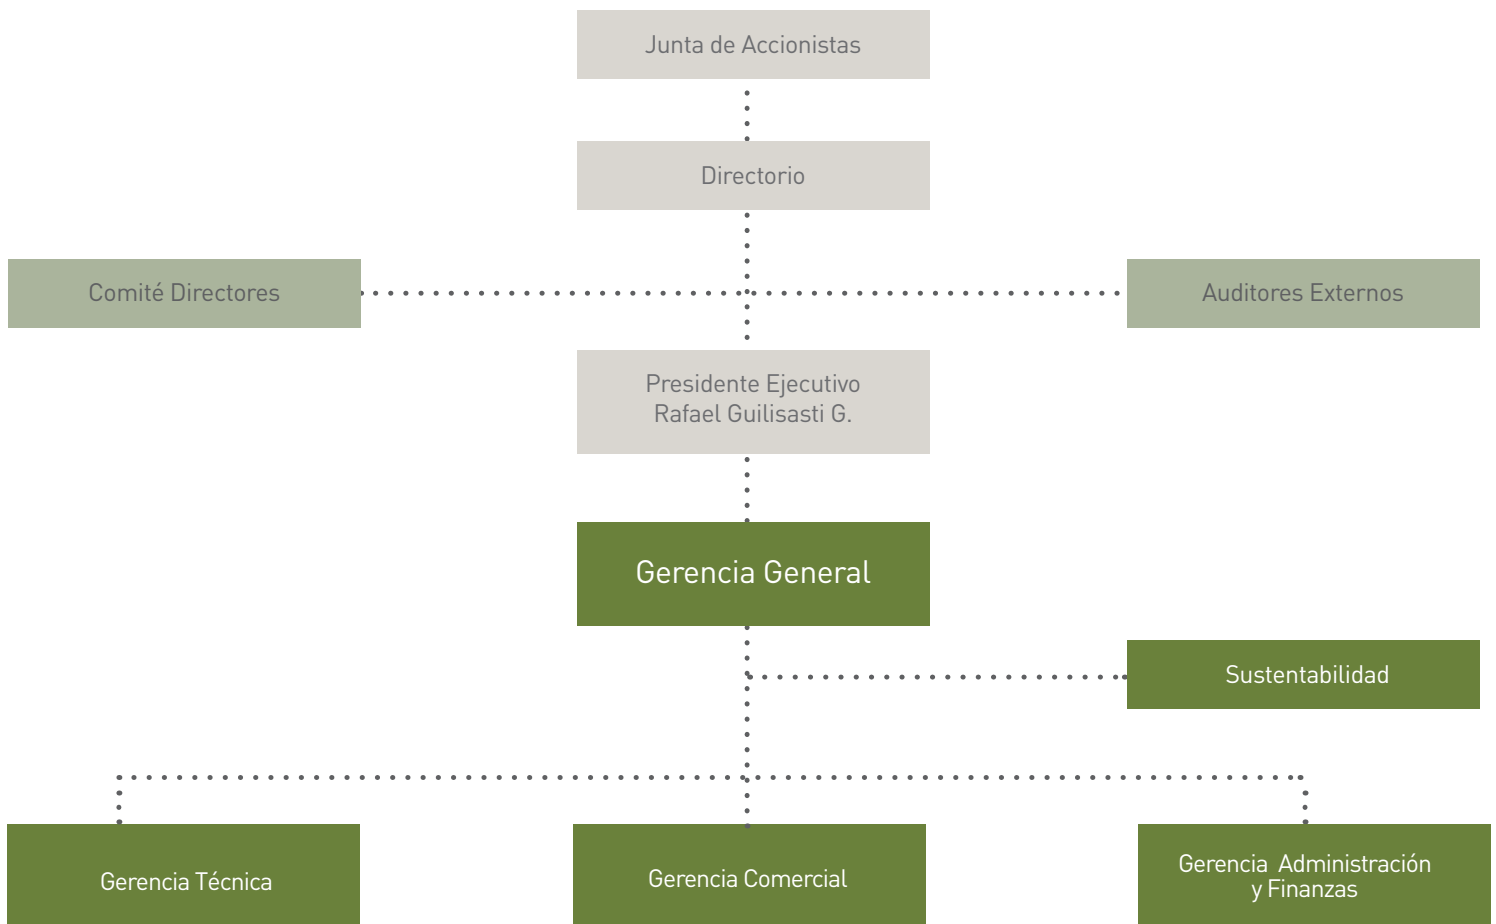 Junta de Accionistas
Directorio
Comité Directores
Auditores Externos
Presidente Ejecutivo
Rafael Guilisasti G.
Gerencia General
Sustentabilidad
Gerencia Técnica
Gerencia Comercial
Gerencia Administración
y Finanzas